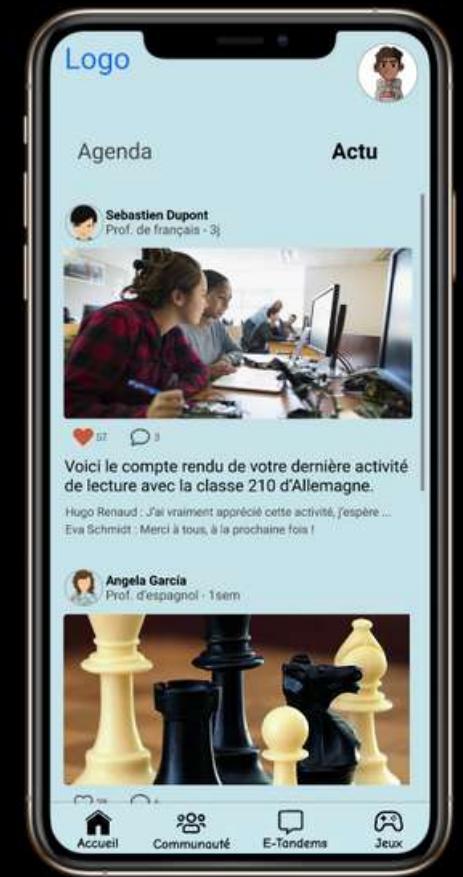 Logo
Agenda
Actu
Sebastien Dupont
Prof. de français - 3j
57
3
Voici le compte rendu de votre dernière activité
de lecture avec la classe 210 d'Allemagne.
Hugo Renaud : J'ai vraiment apprécié cette activité, j'espère ...
Eva Schmidt : Merci à tous, à la prochaine fois !
Angela Garcia
Prof. d'espagnol - 1sem
Accueil
Communauté
E-Tandems
Jeux